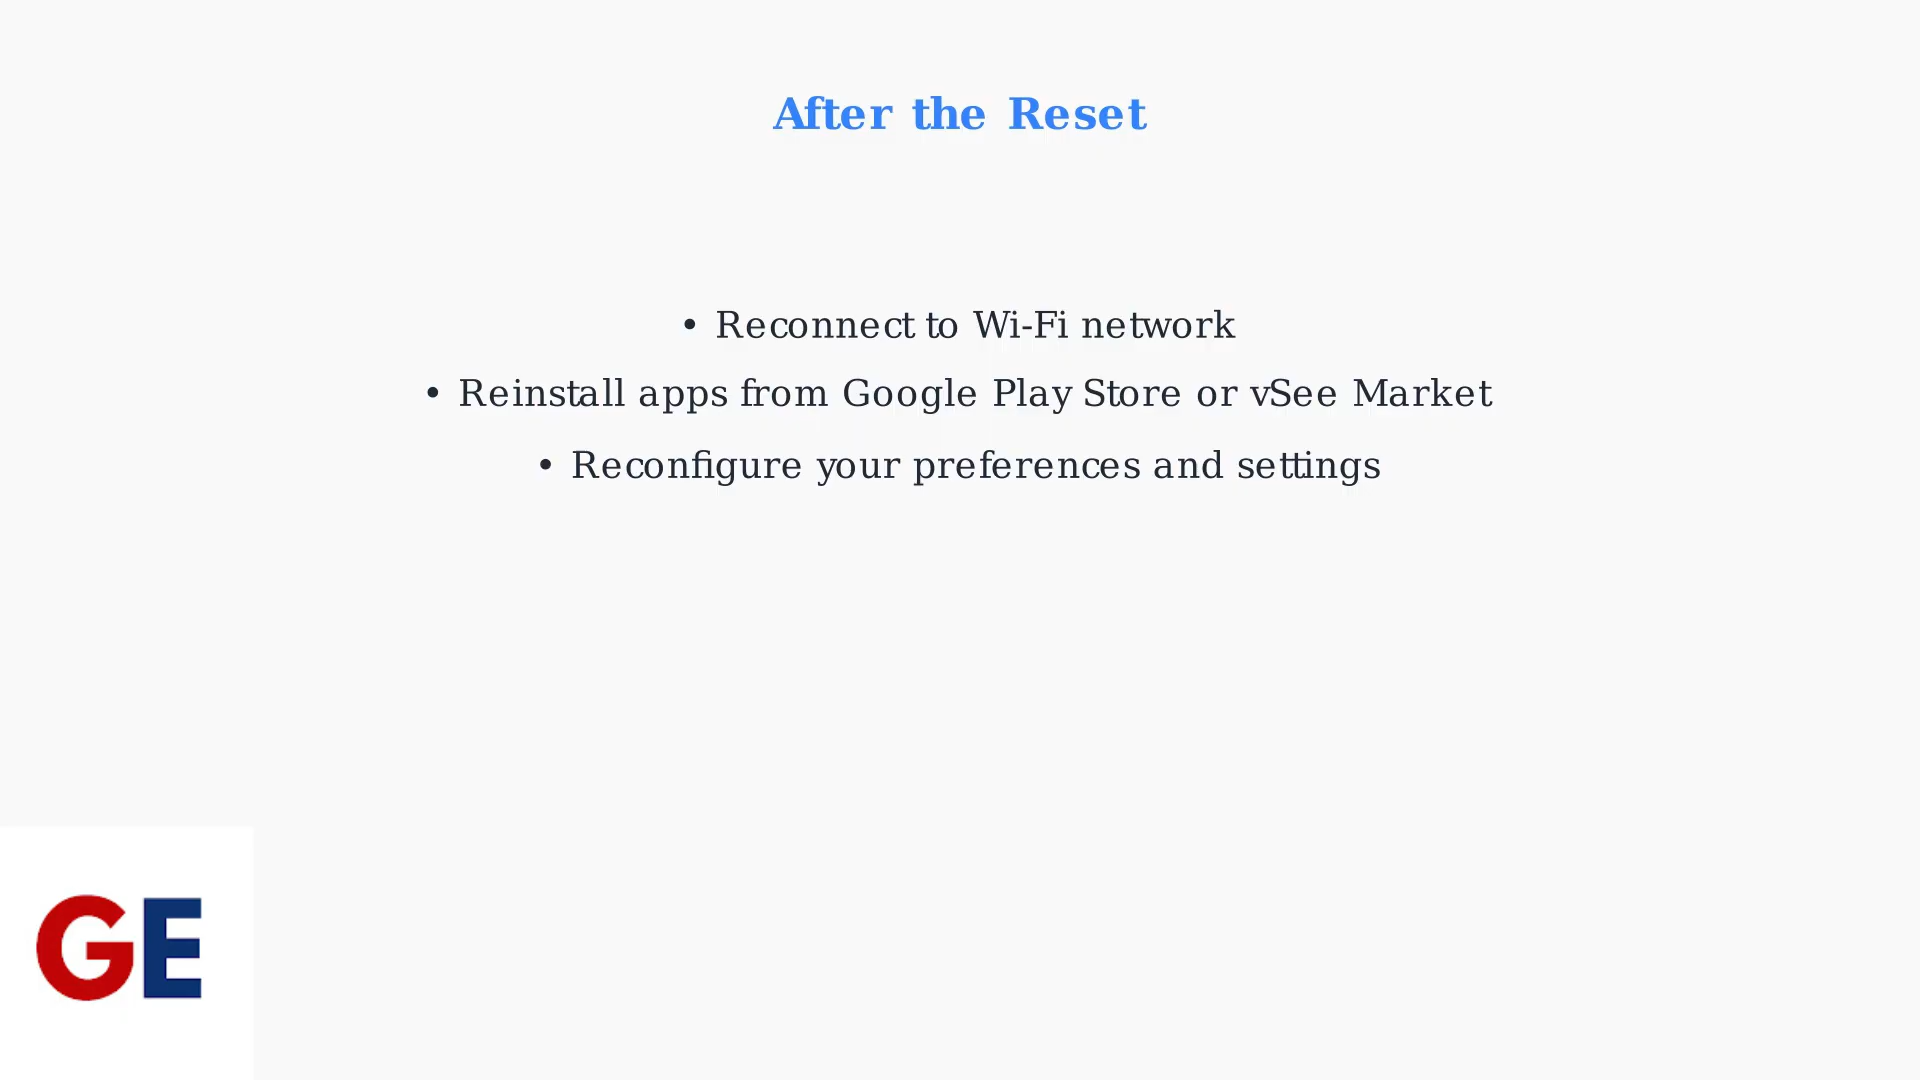 After the Reset
• Reconnect to Wi-Fi network
• Reinstall apps from Google Play Store or vSee Market
• Reconfigure your preferences and settings
GE